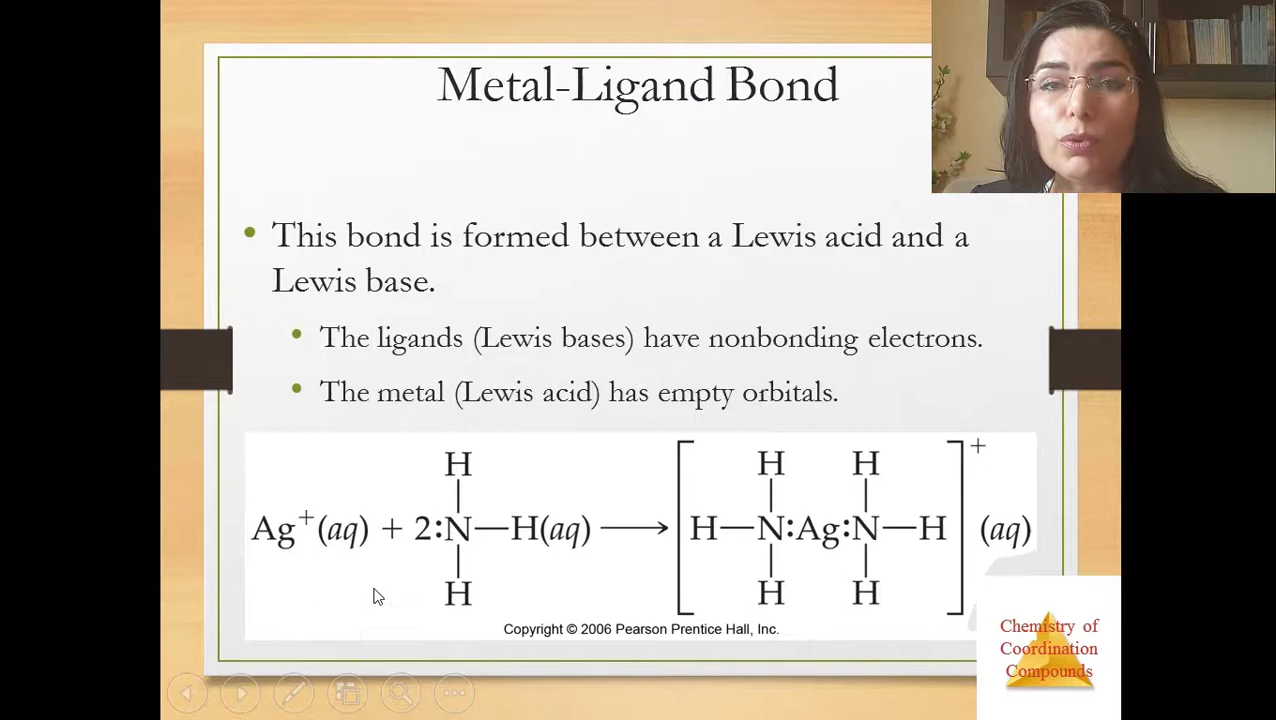 Metal-Ligand Bond
• This bond is formed between a Lewis acid and a
Lewis base.
• The ligands (Lewis bases) have nonbonding electrons.
• The metal (Lewis acid) has empty orbitals.
H H H +
Ag+(aq) + 2:N—H(aq) ⟶ [H—N:Ag:N—H] (aq)
H H H
Copyright © 2006 Pearson Prentice Hall, Inc.
Chemistry of
Coordination
Compounds